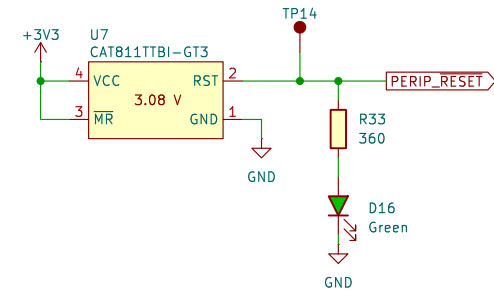 TP14
+3V3
U7
CAT811TTBI-GT3
4 VCC
RST 2
PERIP_RESET
3.08 V
3 MR
GND 1
R33
360
GND
D16
Green
GND